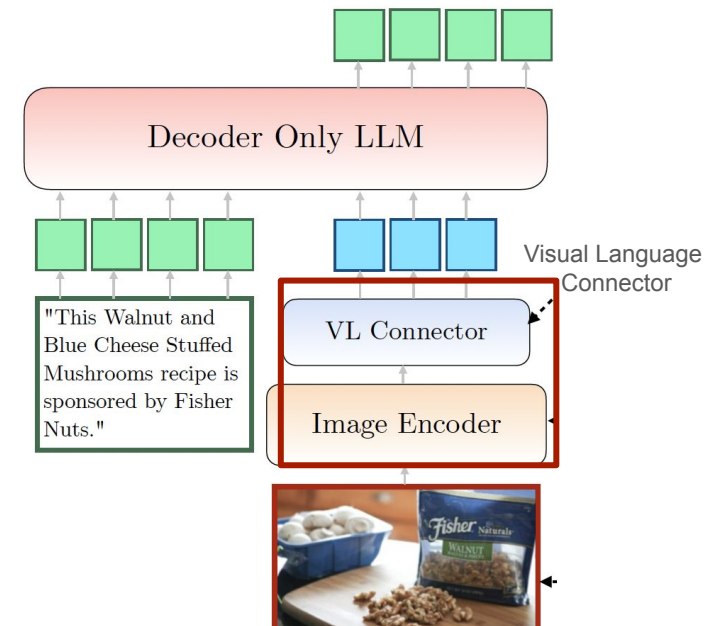 Decoder Only LLM
Visual Language
Connector
"This Walnut and
Blue Cheese Stuffed
Mushrooms recipe is
sponsored by Fisher
Nuts."
VL Connector
Image Encoder
Fisher
Naturals
WALNUT